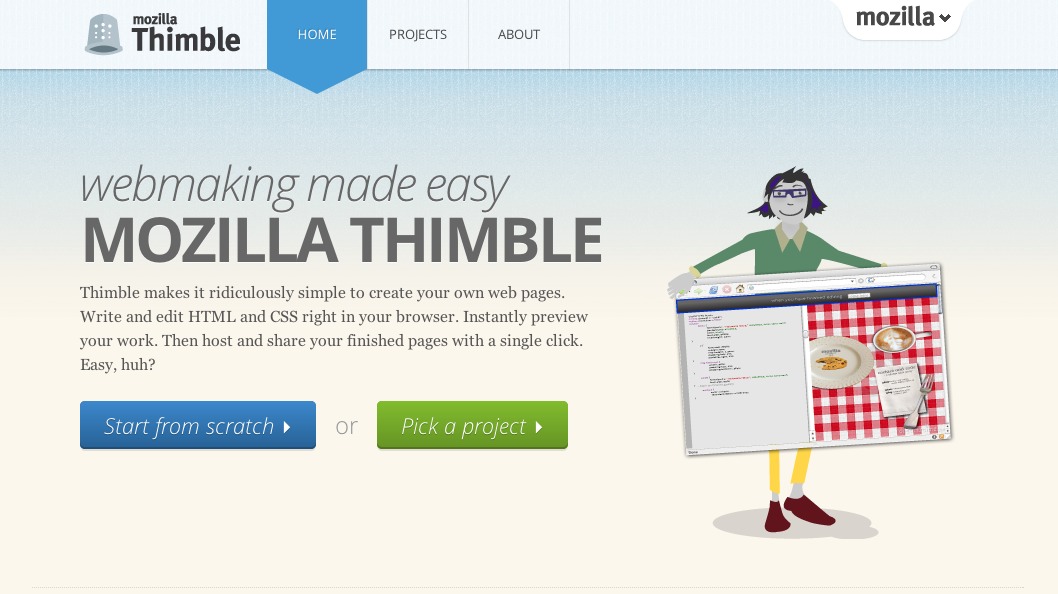 mozilla
Thimble
HOME
PROJECTS
ABOUT
mozilla
webmaking made easy
MOZILLA THIMBLE
Thimble makes it ridiculously simple to create your own web pages.
Write and edit HTML and CSS right in your browser. Instantly preview
your work. Then host and share your finished pages with a single click.
Easy, huh?
Start from scratch
or
Pick a project